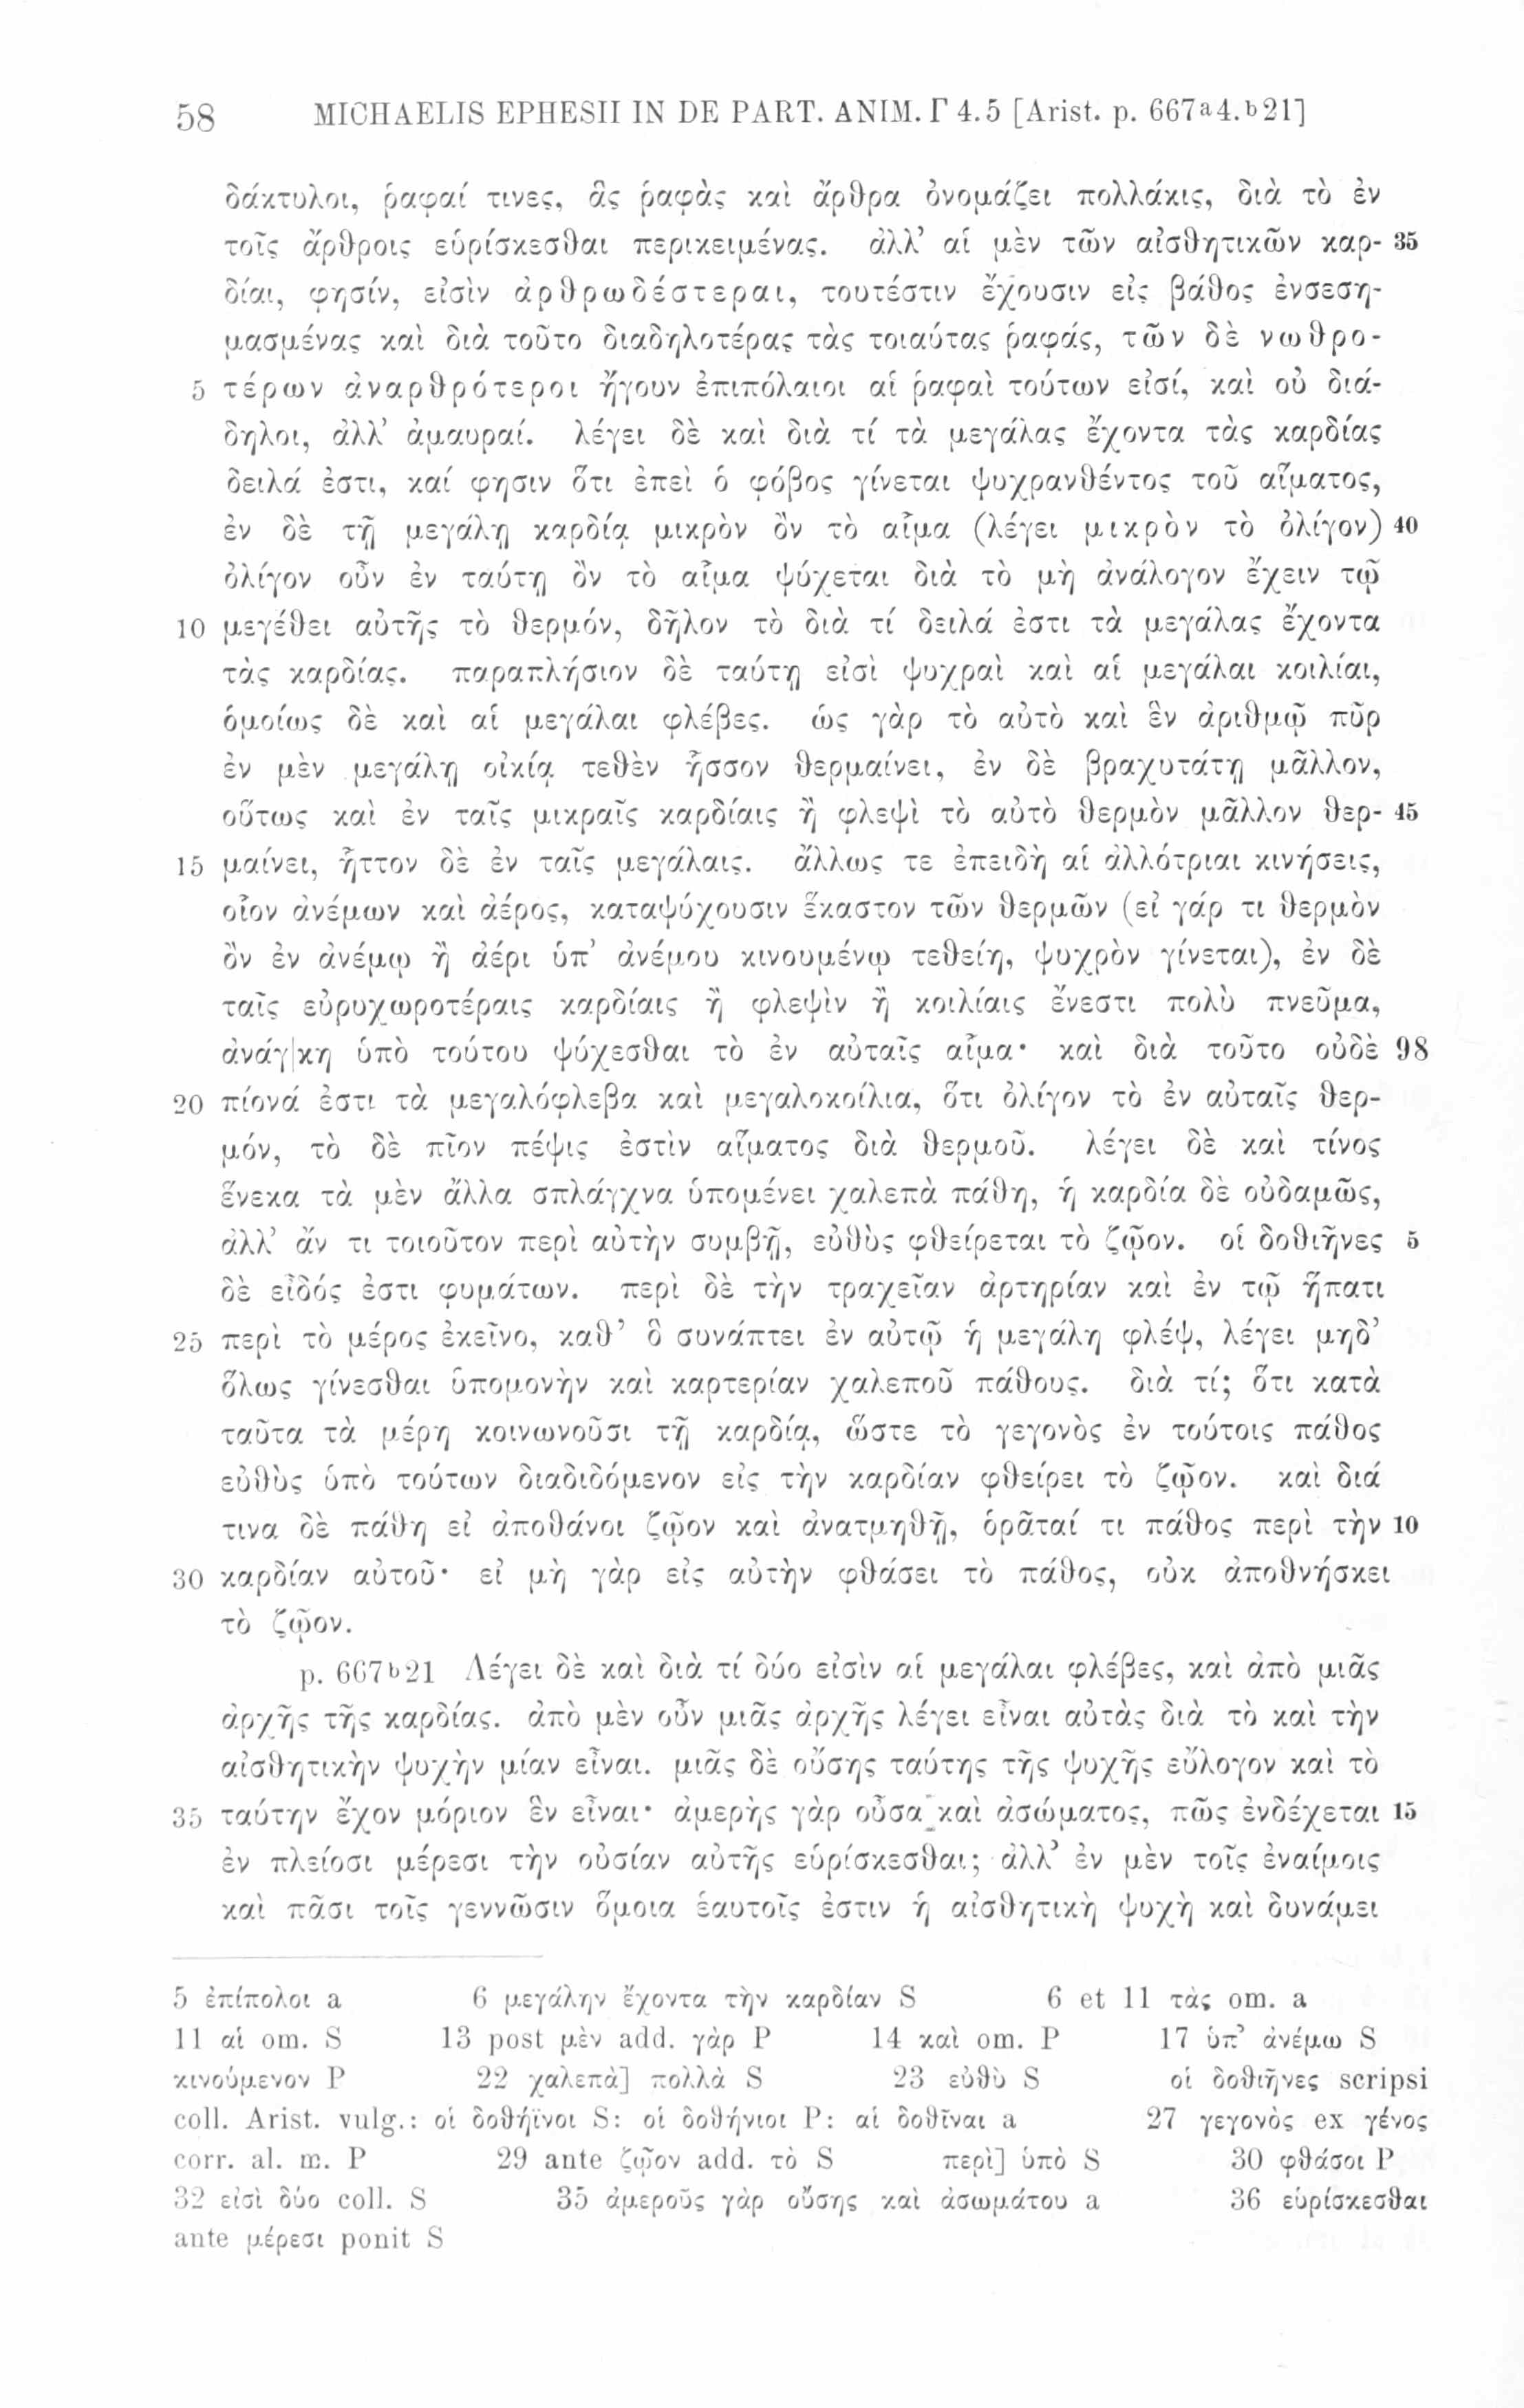 58 MICHAELIS EPHESII IN DE PART. ANIM. Γ 4.5 [Arist. p. 667a4.b21]
δάκτυλοι, ῥαφαί τινες, ἃς ῥαφὰς καὶ ἄρθρα ὀνομάζει πολλάκις, διὰ τὸ ἐν
τοῖς ἄρθροις εὑρίσκεσθαι περικειμένας. ἀλλ’ αἱ μὲν τῶν αἰσθητικῶν καρ- 35
δίαι, φησίν, εἰσὶν ἀρθρωδέστεραι, τουτέστιν ἔχουσιν εἰς βάθος ἐνσεση-
μασμένας καὶ διὰ τοῦτο διαδηλοτέρας τὰς τοιαύτας ῥαφάς, τῶν δὲ νωθρο-
5 τέρων ἀναρθρότεροι ἤγουν ἐπιπόλαιοι αἱ ῥαφαὶ τούτων εἰσί, καὶ οὐ διά-
δηλοι, ἀλλ’ ἀμαυραί. λέγει δὲ καὶ διὰ τί τὰ μεγάλας ἔχοντα τὰς καρδίας
δειλά ἐστι, καί φησιν ὅτι ἐπεὶ ὁ φόβος γίνεται ψυχρανθέντος τοῦ αἵματος,
ἐν δὲ τῇ μεγάλῃ καρδίᾳ μικρὸν ὂν τὸ αἷμα (λέγει μικρὸν τὸ ὀλίγον) 40
ὀλίγον οὖν ἐν ταύτῃ ὂν τὸ αἷμα ψύχεται διὰ τὸ μὴ ἀνάλογον ἔχειν τῷ
10 μεγέθει αὐτῆς τὸ θερμόν, δῆλον τὸ διὰ τί δειλά ἐστι τὰ μεγάλας ἔχοντα
τὰς καρδίας. παραπλήσιον δὲ ταύτῃ εἰσὶ ψυχραὶ καὶ αἱ μεγάλαι κοιλίαι,
ὁμοίως δὲ καὶ αἱ μεγάλαι φλέβες. ὡς γὰρ τὸ αὐτὸ καὶ ἓν ἀριθμῷ πῦρ
ἐν μὲν μεγάλῃ οἰκίᾳ τεθὲν ἧσσον θερμαίνει, ἐν δὲ βραχυτάτῃ μᾶλλον,
οὕτως καὶ ἐν ταῖς μικραῖς καρδίαις ἢ φλεψὶ τὸ αὐτὸ θερμὸν μᾶλλον θερ- 45
15 μαίνει, ἧττον δὲ ἐν ταῖς μεγάλαις. ἄλλως τε ἐπειδὴ αἱ ἀλλότριαι κινήσεις,
οἷον ἀνέμων καὶ ἀέρος, καταψύχουσιν ἕκαστον τῶν θερμῶν (εἰ γάρ τι θερμὸν
ὂν ἐν ἀνέμῳ ἢ ἀέρι ὑπ’ ἀνέμου κινουμένῳ τεθείη, ψυχρὸν γίνεται), ἐν δὲ
ταῖς εὐρυχωροτέραις καρδίαις ἢ φλεψὶν ἢ κοιλίαις ἔνεστι πολὺ πνεῦμα,
ἀνάγ|κη ὑπὸ τούτου ψύχεσθαι τὸ ἐν αὐταῖς αἷμα· καὶ διὰ τοῦτο οὐδὲ 98
20 πίονά ἐστι τὰ μεγαλόφλεβα καὶ μεγαλοκοίλια, ὅτι ὀλίγον τὸ ἐν αὐταῖς θερ-
μόν, τὸ δὲ πῖον πέψις ἐστὶν αἵματος διὰ θερμοῦ. λέγει δὲ καὶ τίνος
ἕνεκα τὰ μὲν ἄλλα σπλάγχνα ὑπομένει χαλεπὰ πάθη, ἡ καρδία δὲ οὐδαμῶς,
ἀλλ’ ἄν τι τοιοῦτον περὶ αὐτὴν συμβῇ, εὐθὺς φθείρεται τὸ ζῷον. οἱ δοθιῆνες 5
δὲ εἶδός ἐστι φυμάτων. περὶ δὲ τὴν τραχεῖαν ἀρτηρίαν καὶ ἐν τῷ ἥπατι
25 περὶ τὸ μέρος ἐκεῖνο, καθ’ ὃ συνάπτει ἐν αὐτῷ ἡ μεγάλη φλέψ, λέγει μηδ’
ὅλως γίνεσθαι ὑπομονὴν καὶ καρτερίαν χαλεποῦ πάθους. διὰ τί; ὅτι κατὰ
ταῦτα τὰ μέρη κοινωνοῦσι τῇ καρδίᾳ, ὥστε τὸ γεγονὸς ἐν τούτοις πάθος
εὐθὺς ὑπὸ τούτων διαδιδόμενον εἰς τὴν καρδίαν φθείρει τὸ ζῷον. καὶ διά
τινα δὲ πάθη εἰ ἀποθάνοι ζῷον καὶ ἀνατμηθῇ, ὁρᾶταί τι πάθος περὶ τὴν 10
30 καρδίαν αὐτοῦ· εἰ μὴ γὰρ εἰς αὐτὴν φθάσει τὸ πάθος, οὐκ ἀποθνήσκει
τὸ ζῷον.
p. 667b21 Λέγει δὲ καὶ διὰ τί δύο εἰσὶν αἱ μεγάλαι φλέβες, καὶ ἀπὸ μιᾶς
ἀρχῆς τῆς καρδίας. ἀπὸ μὲν οὖν μιᾶς ἀρχῆς λέγει εἶναι αὐτὰς διὰ τὸ καὶ τὴν
αἰσθητικὴν ψυχὴν μίαν εἶναι. μιᾶς δὲ οὔσης ταύτης τῆς ψυχῆς εὔλογον καὶ τὸ
35 ταύτην ἔχον μόριον ἓν εἶναι· ἀμερὴς γὰρ οὖσα καὶ ἀσώματος, πῶς ἐνδέχεται 15
ἐν πλείοσι μέρεσι τὴν οὐσίαν αὐτῆς εὑρίσκεσθαι; ἀλλ’ ἐν μὲν τοῖς ἐναίμοις
καὶ πᾶσι τοῖς γεννῶσιν ὅμοια ἑαυτοῖς ἐστιν ἡ αἰσθητικὴ ψυχὴ καὶ δυνάμει
5 ἐπίπολοι a 6 μεγάλην ἔχοντα τὴν καρδίαν S 6 et 11 τὰς om. a
11 αἱ om. S 13 post μὲν add. γὰρ P 14 καὶ om. P 17 ὑπ’ ἀνέμω S
κινούμενον P 22 χαλεπὰ] πολλὰ S 23 εὐθὺ S οἱ δοθιῆνες scripsi
coll. Arist. vulg.: οἱ δοθήϊνοι S: οἱ δοθήνιοι P: αἱ δοθῖναι a 27 γεγονὸς ex γένος
corr. al. m. P 29 ante ζῷον add. τὸ S περὶ] ὑπὸ S 30 φθάσοι P
32 εἰσὶ δύο coll. S 35 ἀμεροῦς γὰρ οὔσης καὶ ἀσωμάτου a 36 εὑρίσκεσθαι
ante μέρεσι ponit S